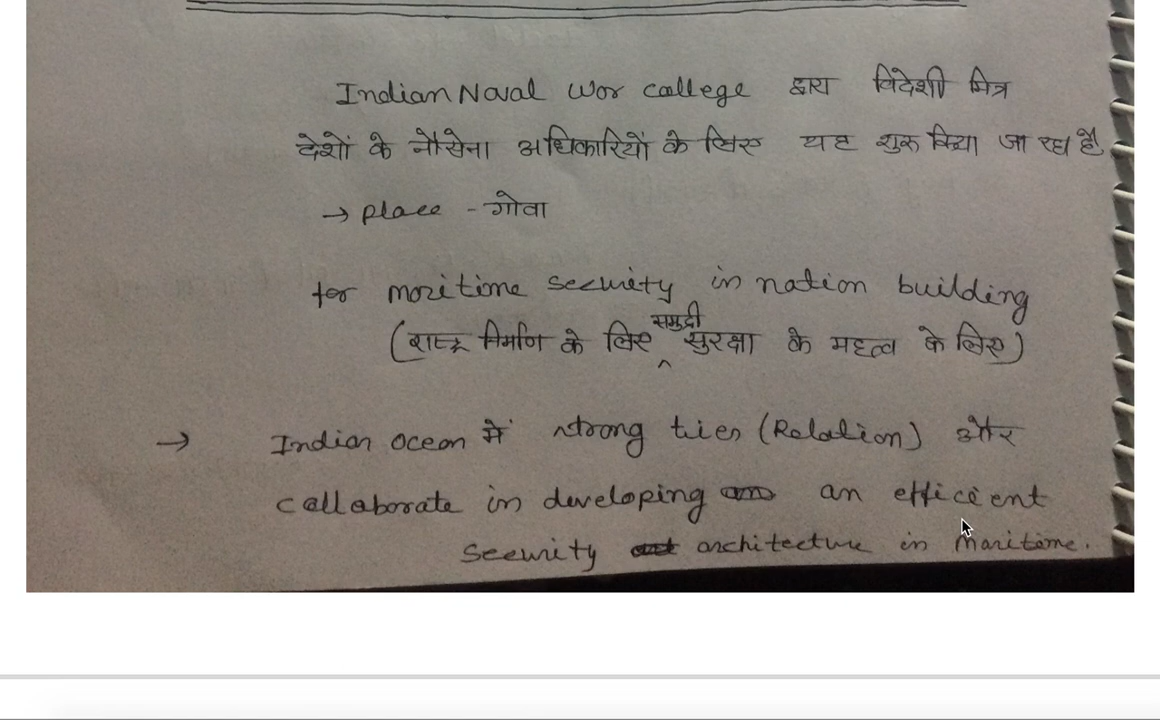 Indian Naval War college द्वारा विदेशी मित्र
देशों के नौसेना अधिकारियों के लिए यह शुरू किया जा रहा है,
→ place - गोवा
for maritime security in nation building
(राष्ट्र निर्माण के लिए समुद्री सुरक्षा के महत्व के लिए)
→ Indian ocean में strong ties (Relation) और
collaborate in developing an efficient
security architecture in maritime.